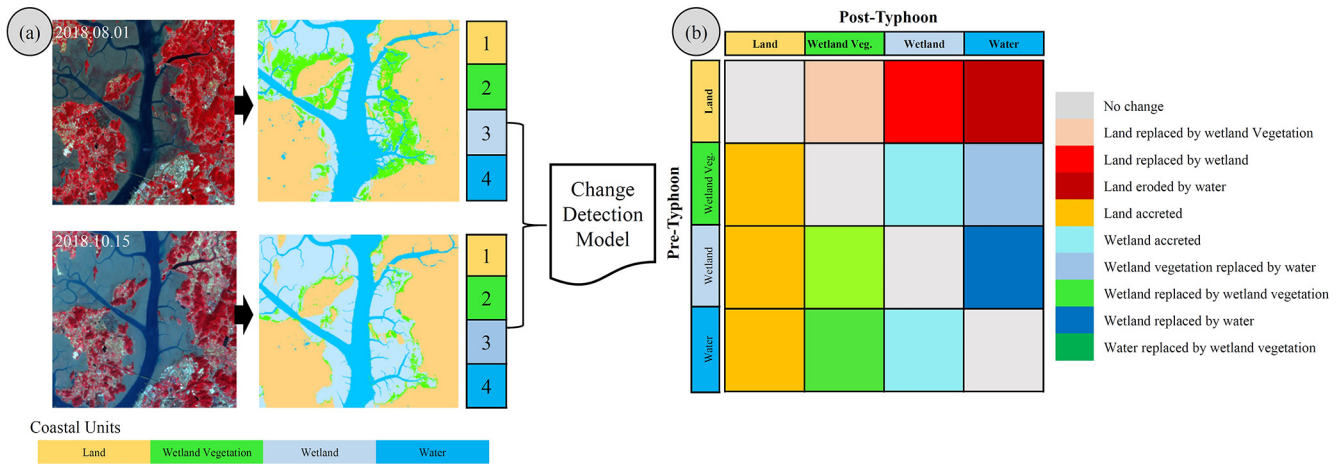 (a)
2018.08.01
1
2
3
4
2018.10.15
1
2
3
4
Change
Detection
Model
Coastal Units
Land
Wetland Vegetation
Wetland
Water
(b)
Post-Typhoon
Land
Wetland Veg.
Wetland
Water
Pre-Typhoon
Land
Wetland Veg.
Wetland
Water
No change
Land replaced by wetland Vegetation
Land replaced by wetland
Land eroded by water
Land accreted
Wetland accreted
Wetland vegetation replaced by water
Wetland replaced by wetland vegetation
Wetland replaced by water
Water replaced by wetland vegetation